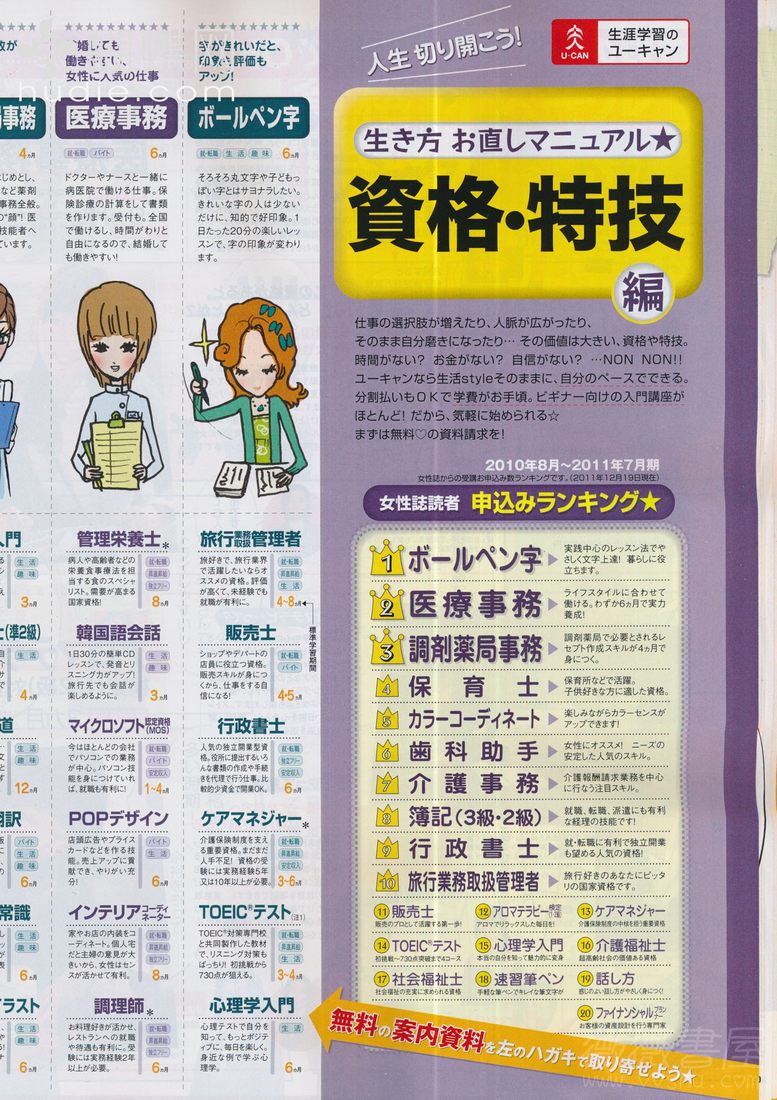 人生 切り開こう!
U-CAN
生涯学習の
ユーキャン
生き方 お直しマニュアル★
資格・特技
編
仕事の選択肢が増えたり、人脈が広がったり、
そのまま自分磨きになったり… その価値は大きい、資格や特技。
時間がない? お金がない? 自信がない? …NON NON!!
ユーキャンなら生活styleそのままに、自分のペースでできる。
分割払いもOKで学費がお手頃。ビギナー向けの入門講座が
ほとんど! だから、気軽に始められる☆
まずは無料♡の資料請求を!
2010年8月〜2011年7月期
女性誌からの受講お申込み数ランキングです。(2011年12月19日現在)
女性誌読者 申込みランキング★
1 ボールペン字
実践中心のレッスン法でや
さしく文字上達! 暮らしに役
立ちます。
2 医療事務
ライフスタイルに合わせて
働ける。わずか6ヵ月で実力
養成!
3 調剤薬局事務
調剤薬局で必要とされるレ
セプト作成スキルが4ヵ月で
身につく。
4 保育士
保育所などで活躍。
子供好きな方に適した資格。
5 カラーコーディネート
楽しみながらカラーセンスが
アップできます!
6 歯科助手
女性にオススメ! ニーズの
安定した人気のスキル。
7 介護事務
介護報酬請求業務を中心
に行なう注目スキル。
8 簿記(3級・2級)
就職、転職、派遣にも有利
な経理の技能です!
9 行政書士
就・転職に有利で独立開業
も望める人気の資格!
10 旅行業務取扱管理者
旅行好きのあなたにピッタ
リの国家資格です。
11 販売士
販売のプロとして活躍する第一歩!
12 アロマテラピー検定(1・2級)
アロマでリラックスした毎日を!
13 ケアマネジャー
介護保険制度の中核を担う重要資格
14 TOEIC®テスト
初挑戦〜730点突破まで4コース
15 心理学入門
本当の自分を知って魅力的に変身
16 介護福祉士
超高齢社会の価値ある資格
17 社会福祉士
社会福祉の充実に求められる資格
18 速習筆ペン
手軽な筆ペンでキレイな筆文字が
19 話し方
感じのよい話し方がやさしく身につく!
20 ファイナンシャルプランナー
お客様の資産設計を行う専門家
無料の案内資料を左のハガキで取り寄せよう★
字がきれいだと、
印象も評価も
アップ!
ボールペン字
就・転職 生活 趣味 6ヵ月
そろそろ丸文字や子どもっ
ぽい字とはサヨナラしたい。
きれいな字の人は少ない
だけに、知的で好印象。1
日たった20分の楽しいレッ
スンで、字の印象が変わり
ます。
婚しても
働きやすい、
女性に人気の仕事
医療事務
就・転職 バイト 6ヵ月
ドクターやナースと一緒に
病医院で働ける仕事。保
険診療の計算をして書類
を作ります。受付も。全国
で働けるし、時間がわりと
自由になるので、結婚して
も働きやすい!
局事務
4ヵ月
じめとし、
など薬剤
事務全般。
の“顔”! 医
技能者へ
ています。
旅行業務取扱管理者
旅好きで、旅行業界
で活躍したいならオ
ススメの資格。評価
が高くて、未経験でも
就職が有利に。
就・転職
昇進昇給
生活
4〜8ヵ月
標準学習期間
販売士
ショップやデパートの
店員に役立つ資格。
販売スキルが身につ
くから、仕事をする自
信になる!
就・転職
バイト
4・5ヵ月
行政書士
人気の独立開業型資
格。役所に提出するいろ
んな書類の作成や手続
きを代理で行う仕事。比
較的少資金で開業OK。
就・転職
昇進昇給
独立フリー
6ヵ月
ケアマネジャー*
介護保険制度を支え
る重要資格。まだまだ
人手不足! 資格の受
験には実務経験5年
又は10年以上が必要。
就・転職
昇進昇給
安定収入
3〜6ヵ月
TOEIC®テスト(注1)
TOEIC®対策専門校
と共同製作した教材
で、リスニング対策も
ばっちり! 初挑戦から
730点が狙える。
就・転職
昇進昇給
生活
3〜4ヵ月
心理学入門
心理テストで自分を
知って、もっとポジテ
ィブに、毎日を楽しく。
身近な例で学ぶ心
理学。
生活
6ヵ月
管理栄養士*
病人や高齢者などの
栄養食事療法を担
当する食のスペシャ
リスト。需要が高まる
国家資格!
就・転職
昇進昇給
独立フリー
8ヵ月
韓国語会話
1日30分の簡単CD
レッスンで、発音とリ
スニング力がアップ!
旅行先でも会話が
楽しめるように。
生活
趣味
3ヵ月
マイクロソフト認定資格(MOS)
今はほとんどの会社
でパソコンでの業務
が中心。パソコン技
能を身につけていれ
ば、就職も有利に!
就・転職
バイト
安定収入
1〜4ヵ月
POPデザイン
店頭広告やプライス
カードなどを作る技
能。売上アップに貢
献でき、やりがい充
分!
バイト
生活
6ヵ月
インテリアコーディネーター
家やお店の内装をコ
ーディネート。個人宅
だと主婦の意見が大
きいから、女性はセン
スが活かせて有利。
就・転職
昇進昇給
独立フリー
8ヵ月
調理師*
お料理好きが活かせ、
レストランへの就職
や待遇も有利に。受
験には実務経験2年
以上が必要。
就・転職
昇進昇給
独立フリー
6ヵ月
入門
生活
趣味
3ヵ月
士(準2級)
生活
趣味
4ヵ月
道
生活
趣味
12ヵ月
翻訳
バイト
生活
趣味
6ヵ月
常識
生活
趣味
6ヵ月
イラスト
生活
趣味
6ヵ月
hudie.com